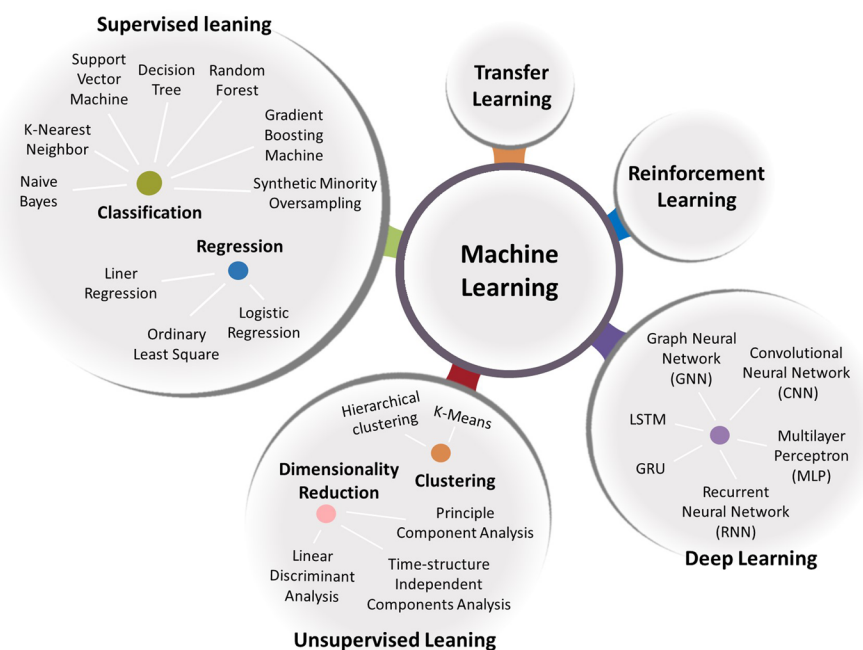 Supervised leaning
Support
Vector
Machine
Decision
Tree
Random
Forest
Gradient
Boosting
Machine
K-Nearest
Neighbor
Naive
Bayes
Synthetic Minority
Oversampling
Classification
Regression
Liner
Regression
Ordinary
Least Square
Logistic
Regression
Transfer
Learning
Reinforcement
Learning
Machine
Learning
Graph Neural
Network
(GNN)
Convolutional
Neural Network
(CNN)
LSTM
GRU
Multilayer
Perceptron
(MLP)
Recurrent
Neural Network
(RNN)
Deep Learning
Hierarchical
clustering
K-Means
Clustering
Dimensionality
Reduction
Principle
Component Analysis
Linear
Discriminant
Analysis
Time-structure
Independent
Components Analysis
Unsupervised Leaning